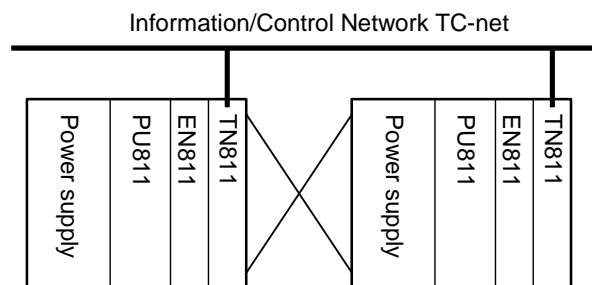 Information/Control Network TC-net
Power supply
PU811
EN811
TN811
Power supply
PU811
EN811
TN811